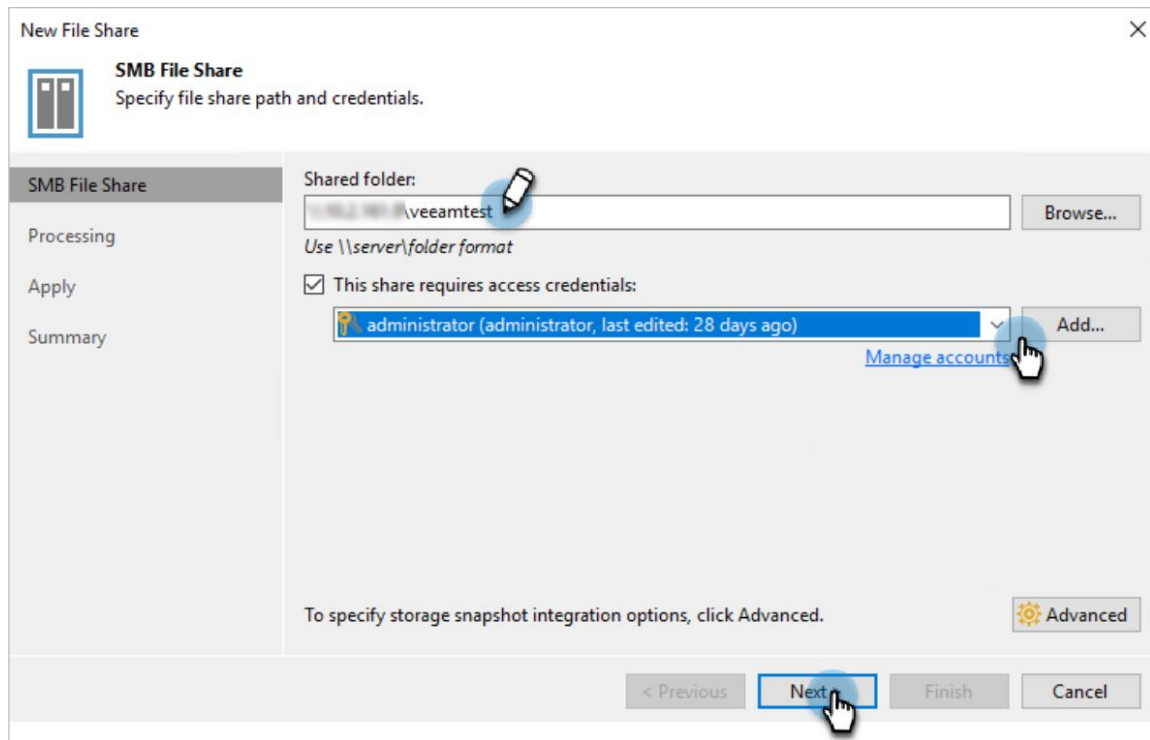 New File Share
SMB File Share
Specify file share path and credentials.
SMB File Share
Processing
Apply
Summary
Shared folder:
\veeamtest
Browse...
Use \\server\folder format
This share requires access credentials:
administrator (administrator, last edited: 28 days ago)
Add...
Manage accounts
To specify storage snapshot integration options, click Advanced.
Advanced
< Previous
Next
Finish
Cancel